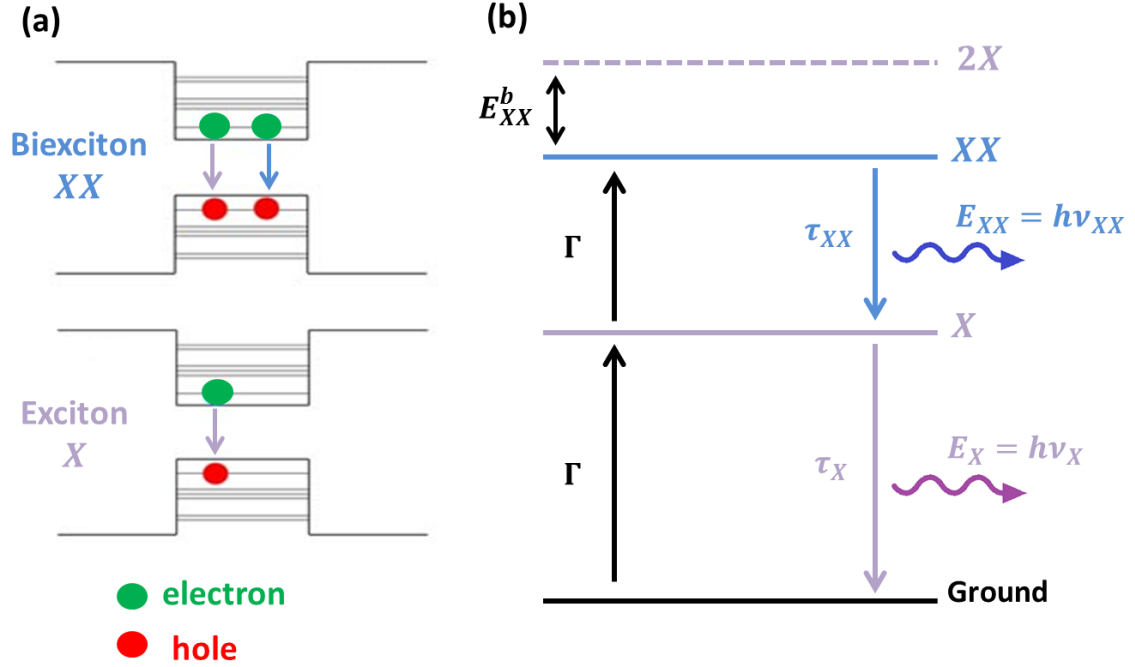 (a)
Biexciton
XX
Exciton
X
electron
hole
(b)
2X
E^b_XX
XX
Γ
τ_XX
E_XX = hν_XX
X
Γ
τ_X
E_X = hν_X
Ground